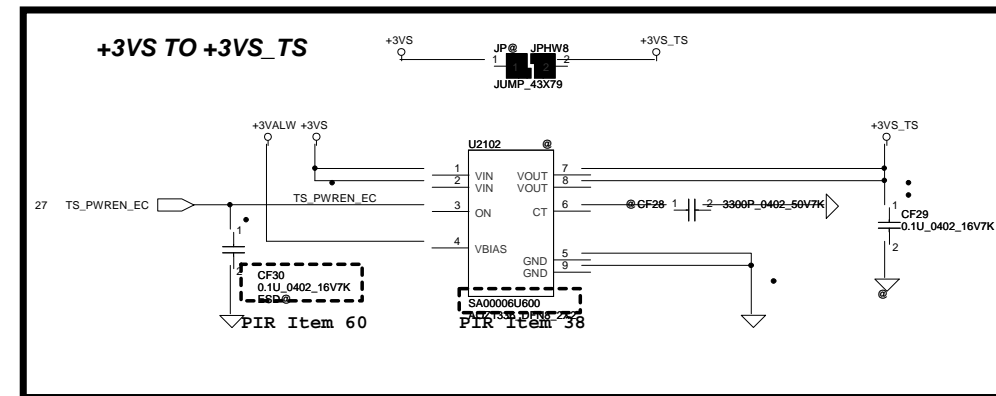 +3VS TO +3VS_TS
+3VS
JP@ JPHW8
+3VS_TS
1 1 2 2
JUMP_43X79
+3VALW +3VS
+3VS_TS
U2102 @
1 VIN VOUT 7
2 VIN VOUT 8
27 TS_PWREN_EC
TS_PWREN_EC 3 ON CT 6
@CF28 1 2 3300P_0402_50V7K
4 VBIAS
GND 5
GND 9
1
2
CF29
0.1U_0402_16V7K
@
1
2
CF30
0.1U_0402_16V7K
ESD@
SA00006U600
PIR Item 60
PIR Item 38